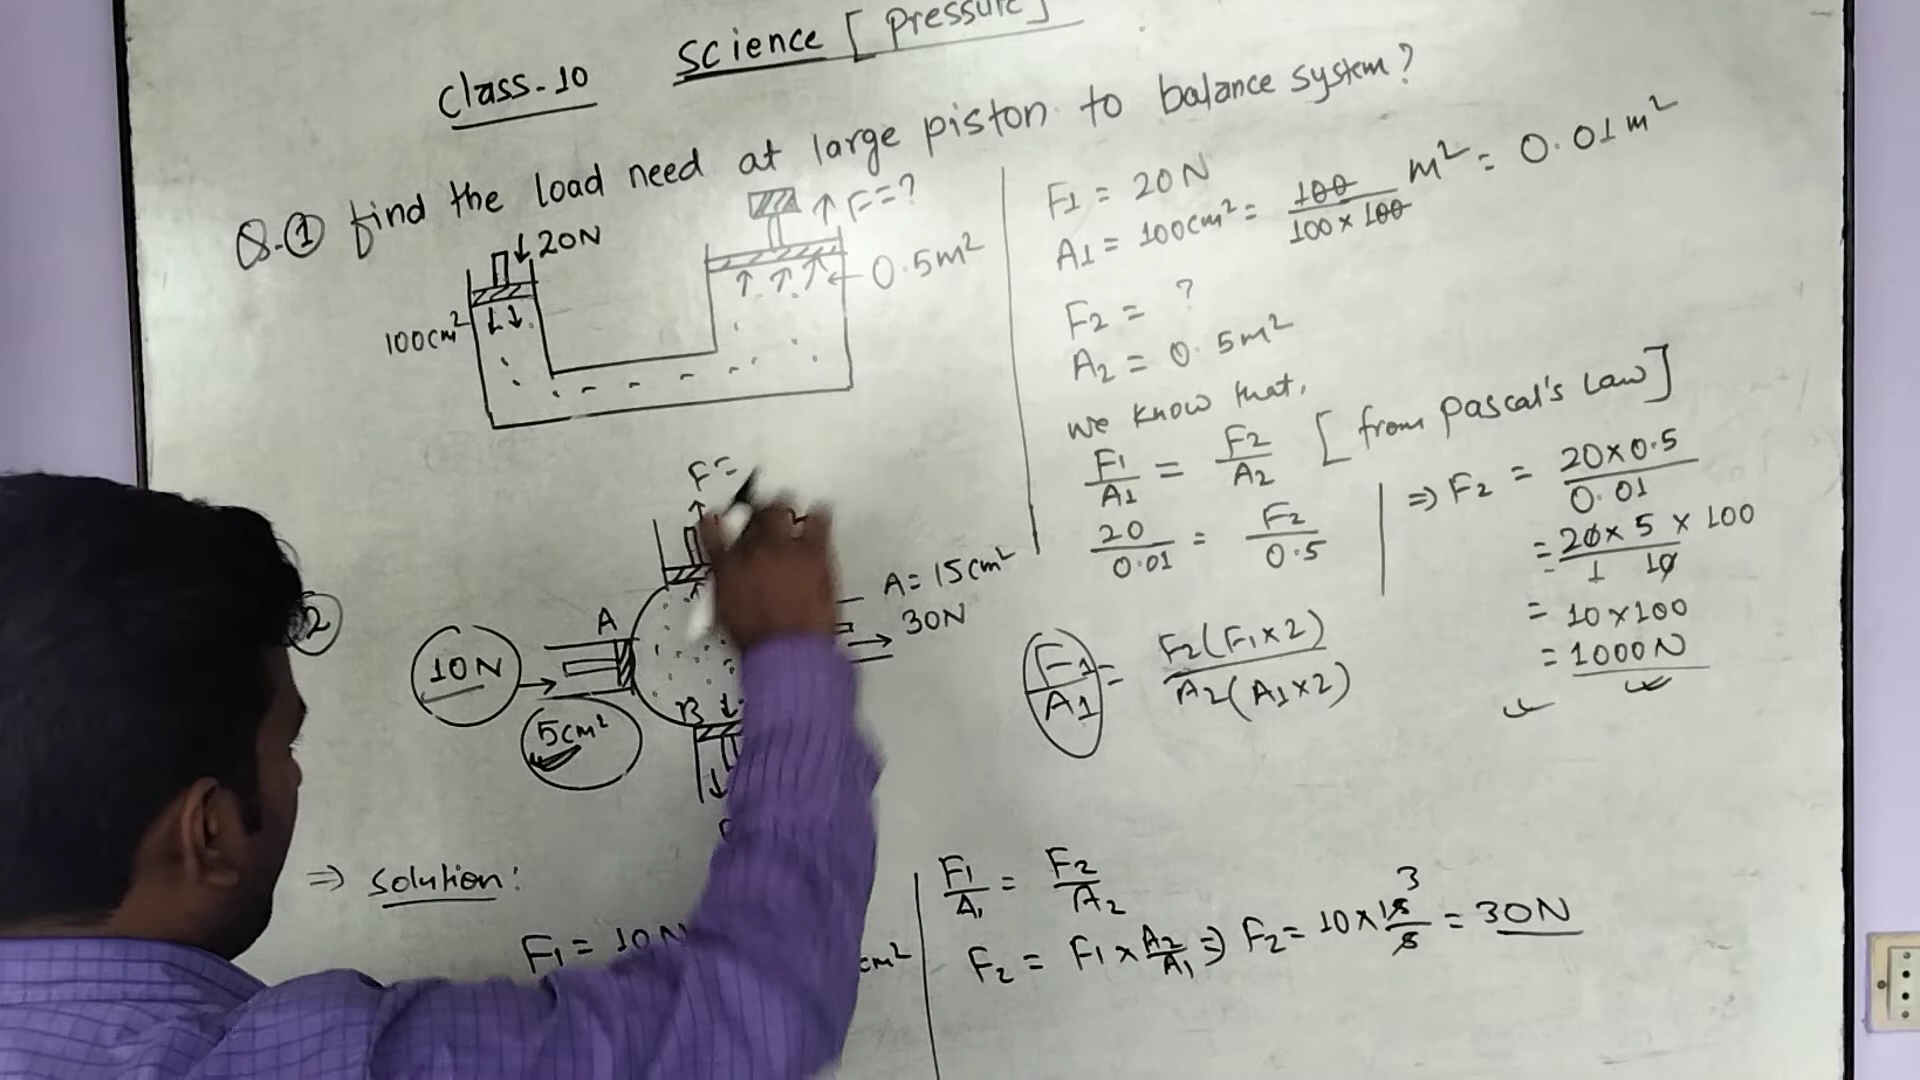 Class-10 Science [Pressure]
Q.① find the load need at large piston to balance system?
20N
F=?
0.5m²
100cm²
F1 = 20N
A1 = 100cm² = 100/100×100 m² = 0.01m²
F2 = ?
A2 = 0.5m²
we know that,
F1/A1 = F2/A2 [from Pascal's Law]
20/0.01 = F2/0.5
⇒ F2 = 20×0.5/0.01
= 20×5×100/1 10
= 10×100
= 1000N
F1/A1 = F2(F1×2)/A2(A1×2)
2
F=
A
10N
5cm²
B
A=15cm²
30N
⇒ Solution:
F1 = 10N
cm²
F1/A1 = F2/A2
F2 = F1×A2/A1 ⇒ F2 = 10×15/5 3 = 30N